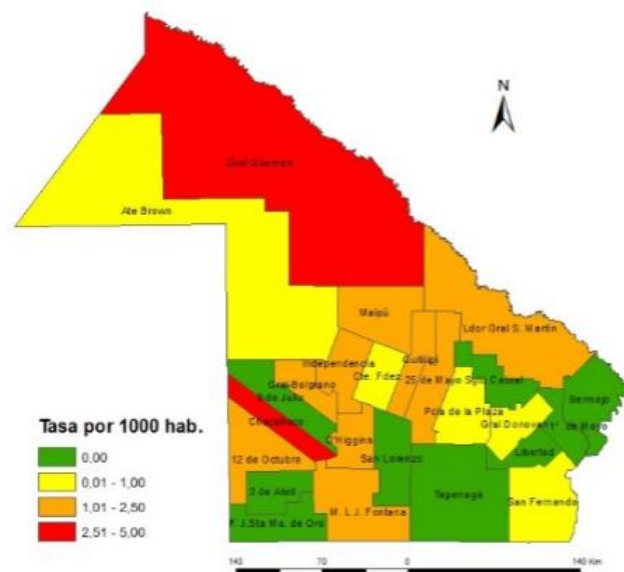 N
Gral Güemes
Ate Brown
Maipú
Ldor Gral S. Martín
Independencia
Quitilipi
Cte. Fdez
25 de Mayo
Sgto Cabral
Gral Belgrano
9 de Julio
Pcia de la Plaza
Bermejo
Chacabuco
Gral Donovan
1° de Mayo
O'Higgins
Libertad
12 de Octubre
San Lorenzo
2 de Abril
Tapenagá
San Fernando
F. J. Sta Ma. de Oro
M. L.J. Fontana
Tasa por 1000 hab.
0,00
0,01 - 1,00
1,01 - 2,50
2,51 - 5,00
140 70 0 140 Km